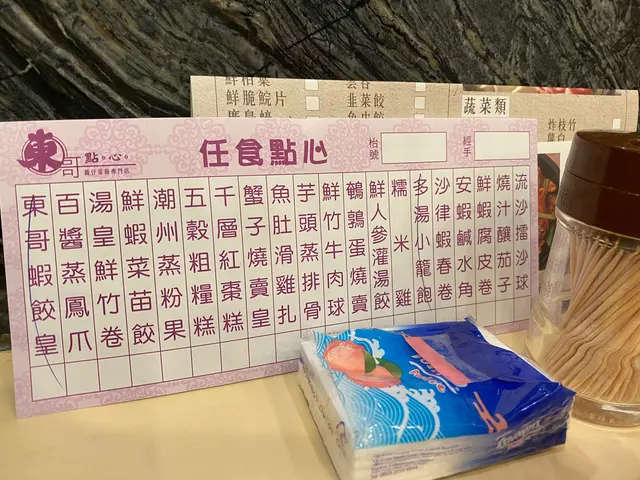 鮮脆鯇片
韭菜餃
蔬菜類
炸枝竹
東哥
點。心。
任食點心
枱號
經手
東哥蝦餃皇
百醬蒸鳳爪
湯皇鮮竹卷
鮮蝦菜苗餃
潮州蒸粉果
五穀粗糧糕
千層紅棗糕
蟹子燒賣皇
魚肚滑雞扎
芋頭蒸排骨
鮮竹牛肉球
鵪鶉蛋燒賣
鮮人參灌湯餃
糯米雞
多湯小籠飽
沙律蝦春卷
安蝦鹹水角
鮮蝦腐皮卷
燒汁釀茄子
流沙擂沙球